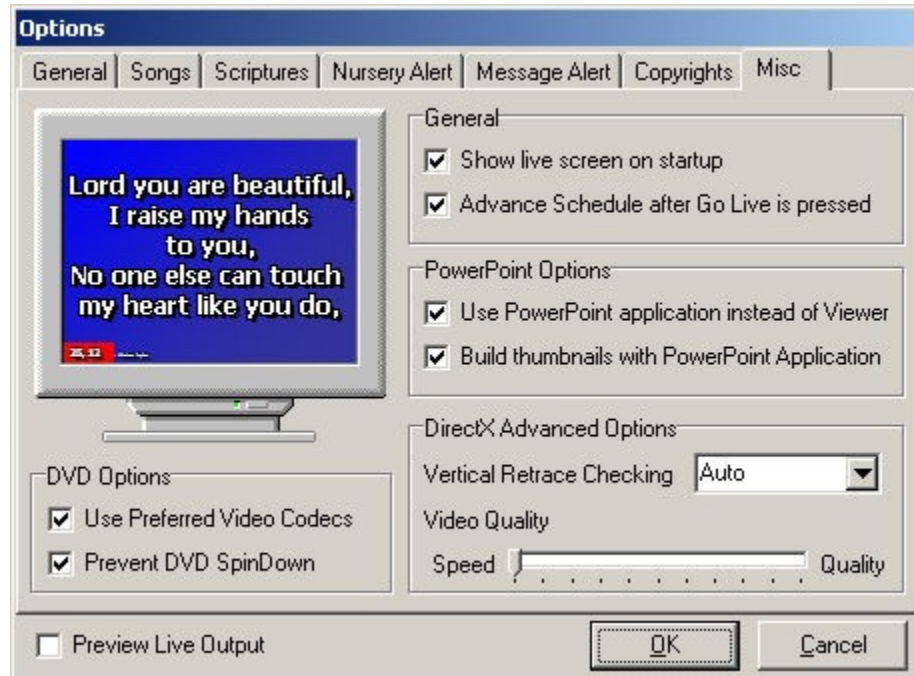 Options
General Songs Scriptures Nursery Alert Message Alert Copyrights Misc
Lord you are beautiful,
I raise my hands
to you,
No one else can touch
my heart like you do,
General
Show live screen on startup
Advance Schedule after Go Live is pressed
PowerPoint Options
Use PowerPoint application instead of Viewer
Build thumbnails with PowerPoint Application
DVD Options
Use Preferred Video Codecs
Prevent DVD SpinDown
DirectX Advanced Options
Vertical Retrace Checking Auto
Video Quality
Speed Quality
Preview Live Output
OK Cancel